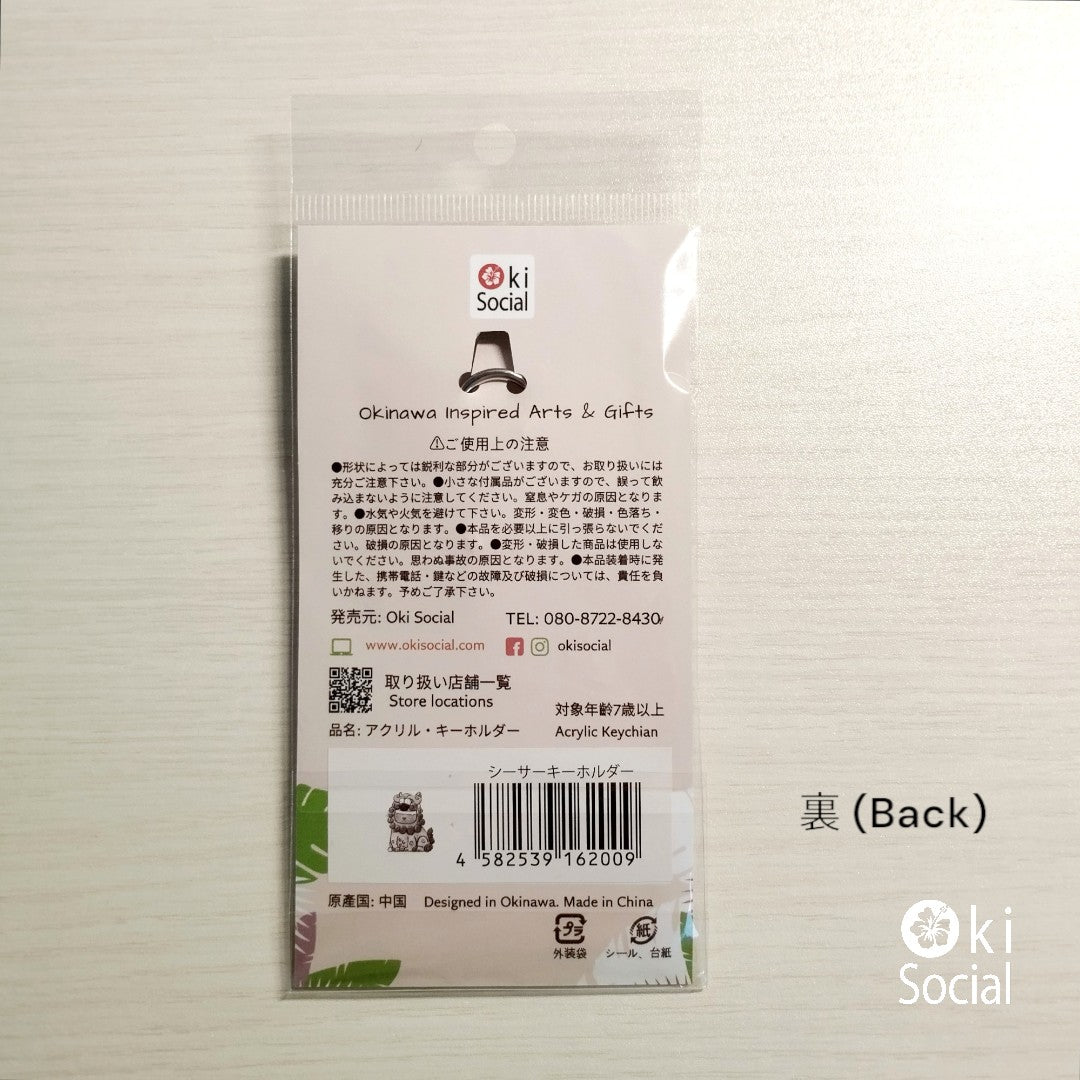 Oki
Social
Okinawa Inspired Arts & Gifts
⚠ご使用上の注意
●形状によっては鋭利な部分がございますので、お取り扱いには
充分ご注意下さい。●小さな付属品がございますので、誤って飲
み込まないように注意してください。窒息やケガの原因となりま
す。●水気や火気を避けて下さい。変形・変色・破損・色落ち・
移りの原因となります。●本品を必要以上に引っ張らないでくだ
さい。破損の原因となります。●変形・破損した商品は使用しな
いでください。思わぬ事故の原因となります。●本品装着時に発
生した、携帯電話・鍵などの故障及び破損については、責任を負
いかねます。予めご了承下さい。
発売元: Oki Social TEL: 080-8722-8430
www.okisocial.com okisocial
取り扱い店舗一覧
Store locations
対象年齢7歳以上
品名: アクリル・キーホルダー Acrylic Keychian
シーサーキーホルダー
4 582539 162009
原産国: 中国 Designed in Okinawa. Made in China
プラ 紙
外装袋 シール、台紙
裏 (Back)
Oki
Social